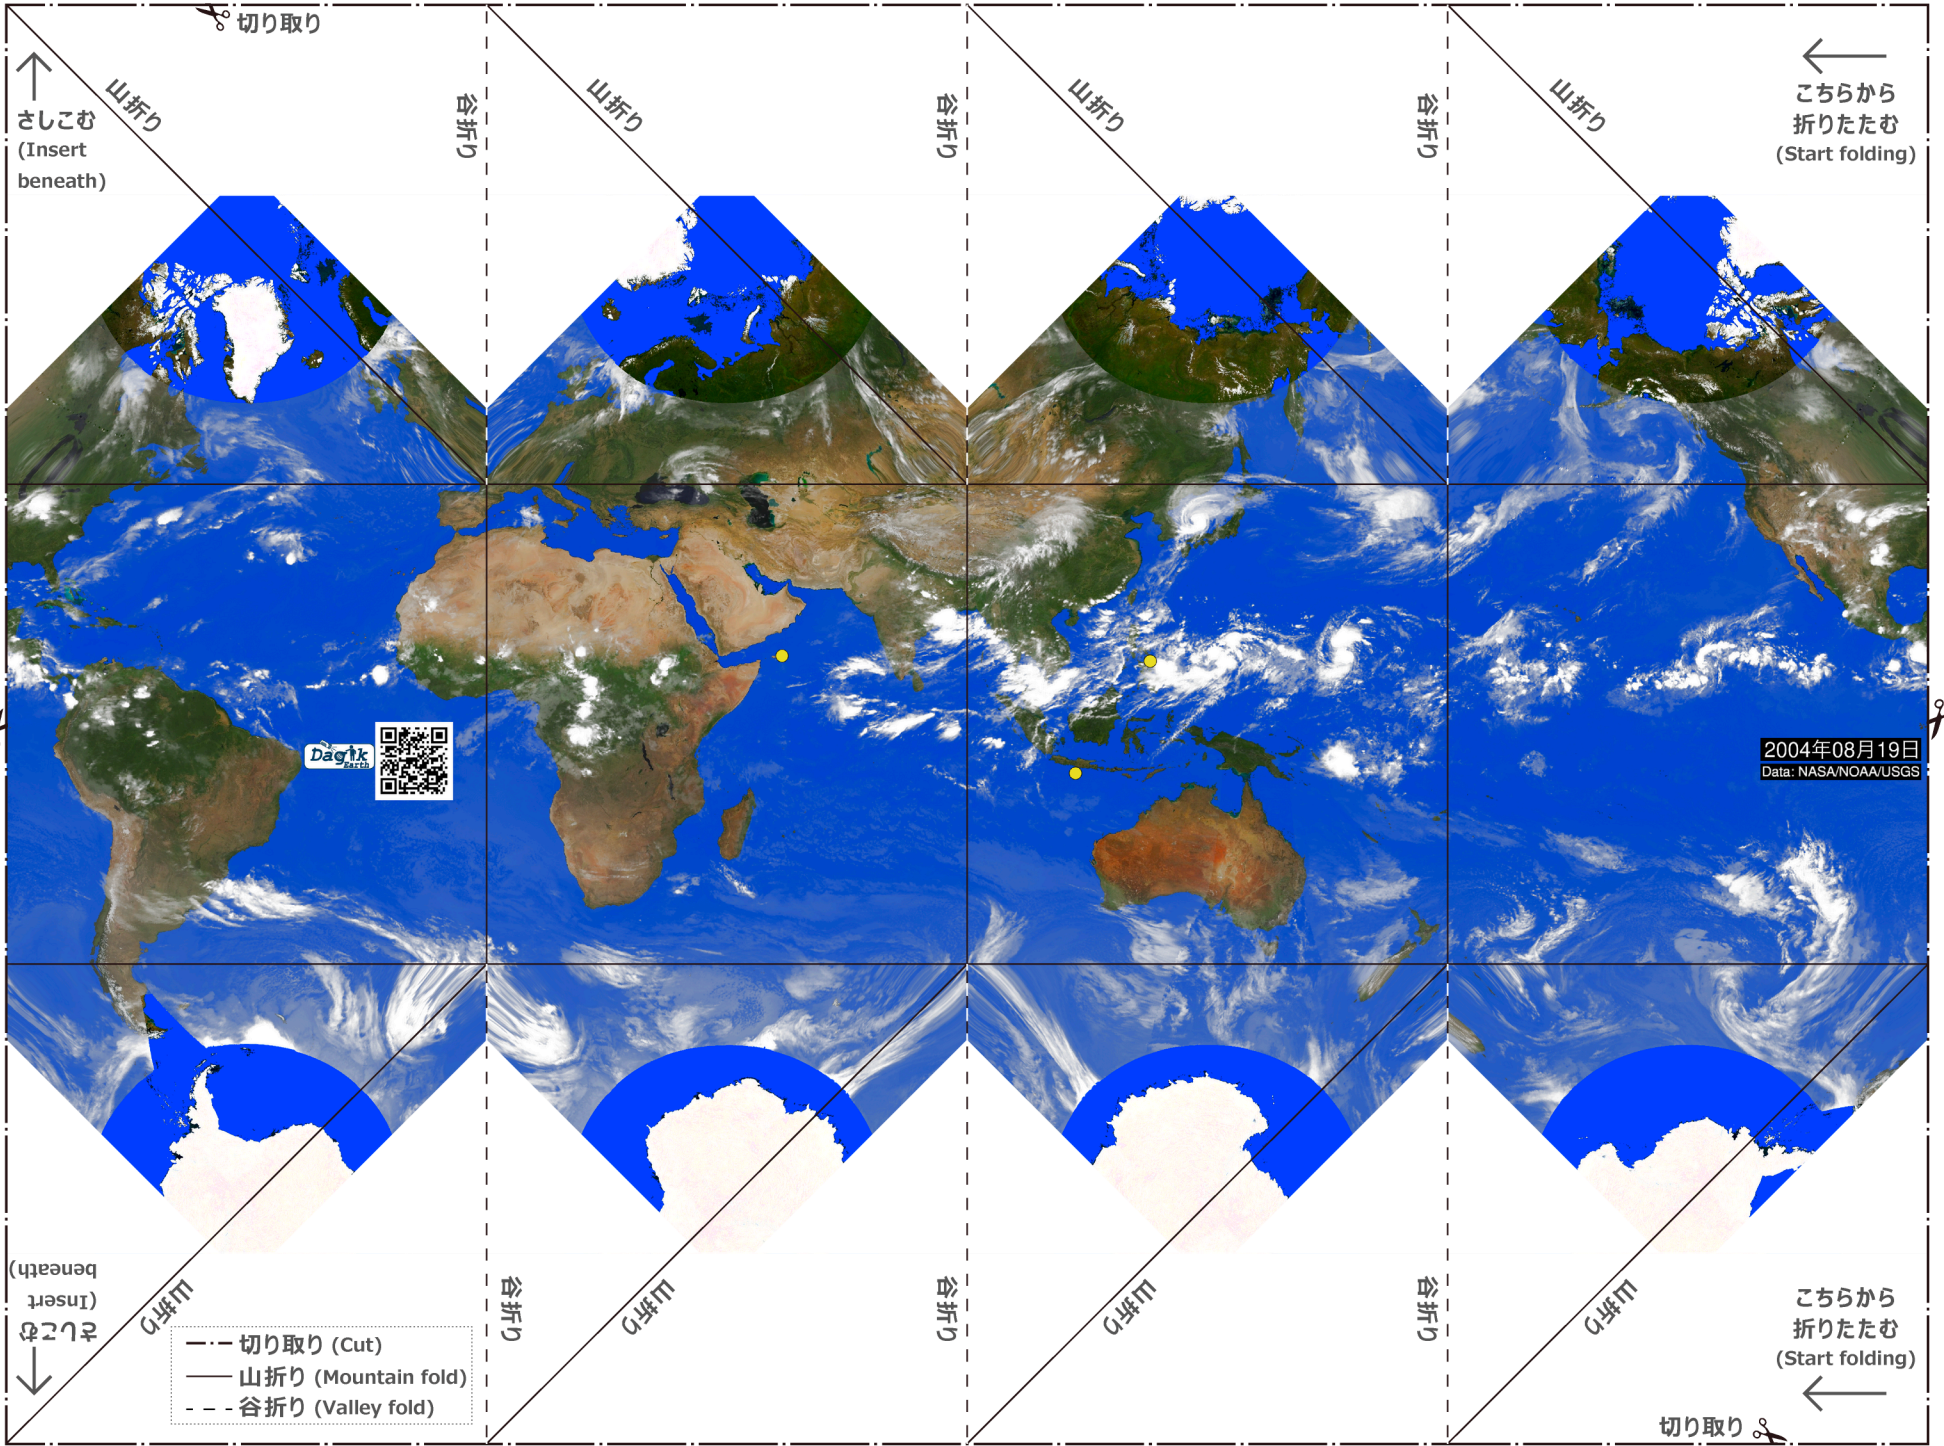 切り取り
山折り
谷折り
山折り
谷折り
山折り
谷折り
山折り
さしこむ
(Insert
beneath)
こちらから
折りたたむ
(Start folding)
Dagik
Earth
2004年08月19日
Data: NASA/NOAA/USGS
さしこむ
(Insert
beneath)
山折り
谷折り
山折り
谷折り
山折り
谷折り
山折り
こちらから
折りたたむ
(Start folding)
切り取り (Cut)
山折り (Mountain fold)
谷折り (Valley fold)
切り取り